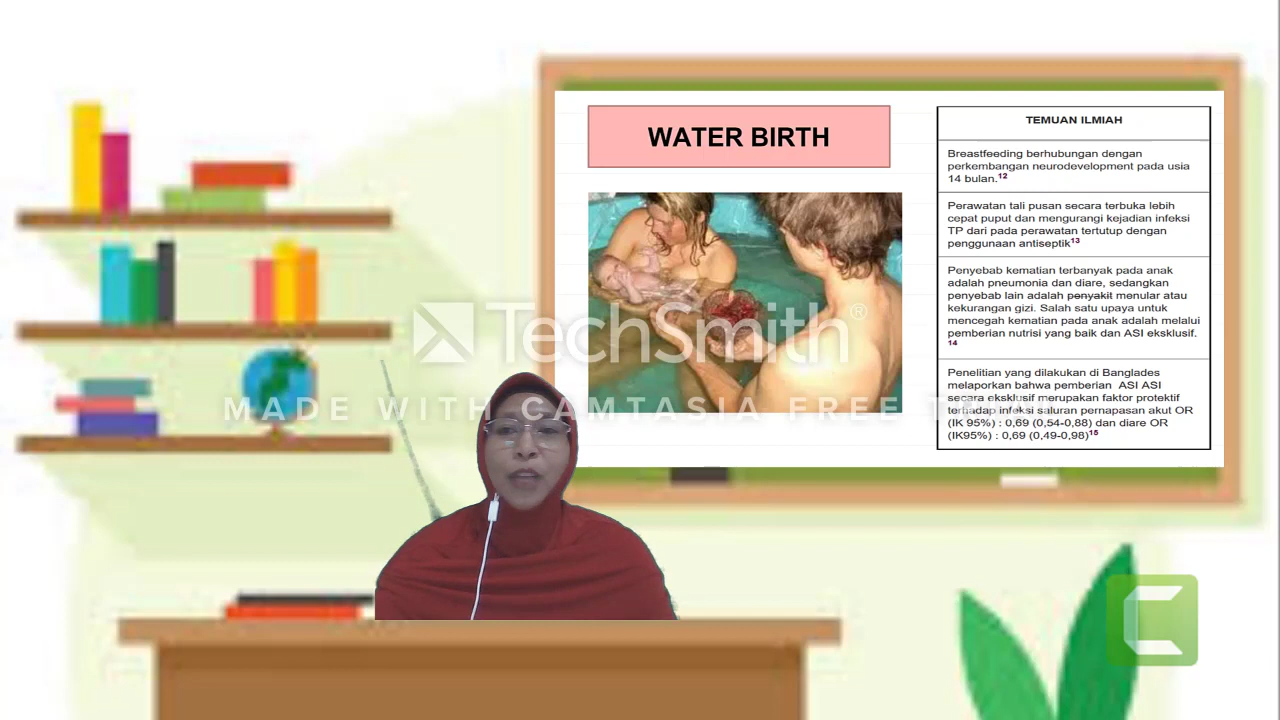 WATER BIRTH
TEMUAN ILMIAH
Breastfeeding berhubungan dengan
perkembangan neurodevelopment pada usia
14 bulan.12
Perawatan tali pusan secara terbuka lebih
cepat puput dan mengurangi kejadian infeksi
TP dari pada perawatan tertutup dengan
penggunaan antiseptik13
Penyebab kematian terbanyak pada anak
adalah pneumonia dan diare, sedangkan
penyebab lain adalah penyakit menular atau
kekurangan gizi. Salah satu upaya untuk
mencegah kematian pada anak adalah melalui
pemberian nutrisi yang baik dan ASI eksklusif.
14
Penelitian yang dilakukan di Banglades
melaporkan bahwa pemberian ASI ASI
secara eksklusif merupakan faktor protektif
terhadap infeksi saluran pernapasan akut OR
(IK 95%) : 0,69 (0,54-0,88) dan diare OR
(IK95%) : 0,69 (0,49-0,98)15
TechSmith®
MADE WITH CAMTASIA FREE